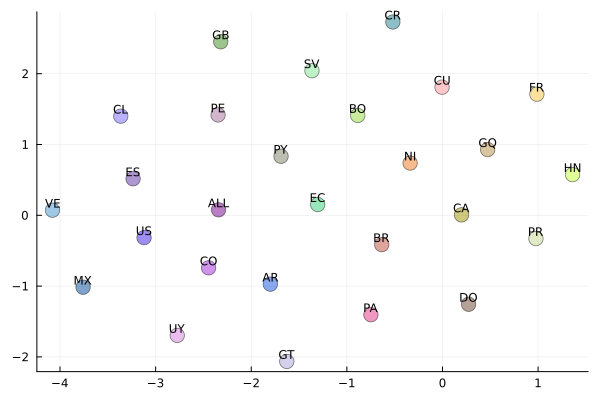 CR
GB
SV
CU
FR
CL
PE
BO
PY
GQ
NI
HN
ES
VE
ALL
EC
CA
US
BR
PR
CO
AR
MX
DO
PA
UY
GT
2
1
0
−1
−2
−4 −3 −2 −1 0 1